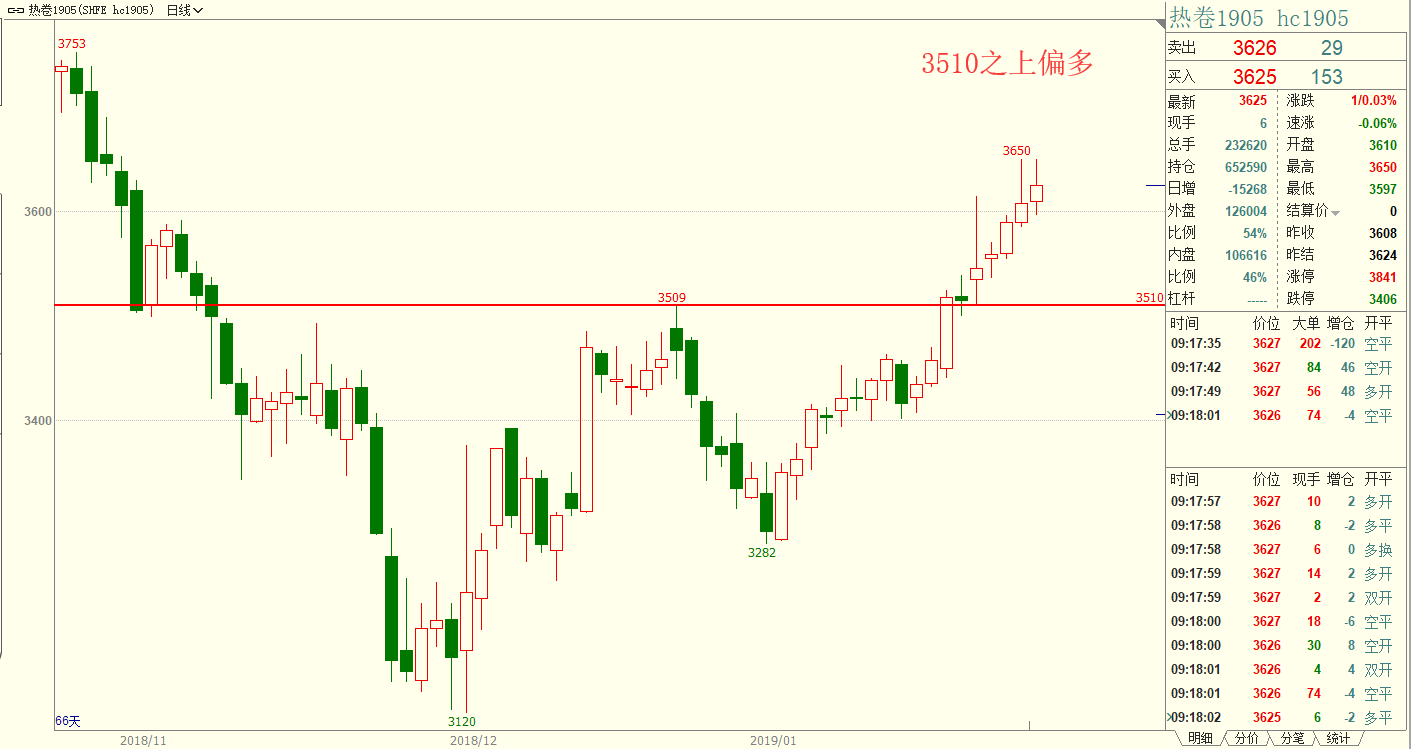 热卷1905(SHFE hc1905) 日线
3753
3510之上偏多
3650
3600
3509
3510
3400
3282
3120
66天
2018/11 2018/12 2019/01
热卷1905 hc1905
卖出 3626 29
买入 3625 153
最新 3625 涨跌 1/0.03%
现手 6 速涨 -0.06%
总手 232620 开盘 3610
持仓 652590 最高 3650
日增 -15268 最低 3597
外盘 126004 结算价 0
比例 54% 昨收 3608
内盘 106616 昨结 3624
比例 46% 涨停 3841
杠杆 ----- 跌停 3406
时间 价位 大单 增仓 开平
09:17:35 3627 202 -120 空平
09:17:42 3627 84 46 空开
09:17:49 3627 56 48 多开
09:18:01 3626 74 -4 空平
时间 价位 现手 增仓 开平
09:17:57 3627 10 2 多开
09:17:58 3626 8 -2 多平
09:17:58 3627 6 0 多换
09:17:59 3627 14 2 多开
09:17:59 3627 2 2 双开
09:18:00 3627 18 -6 空平
09:18:00 3626 30 8 空开
09:18:01 3626 4 4 双开
09:18:01 3626 74 -4 空平
09:18:02 3625 6 -2 多平
明细 分价 分笔 统计